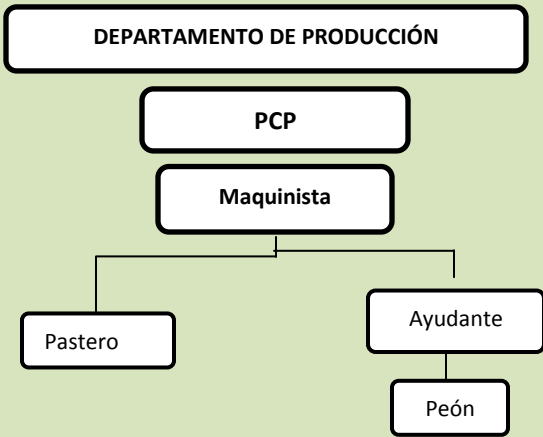 DEPARTAMENTO DE PRODUCCIÓN
PCP
Maquinista
Pastero
Ayudante
Peón